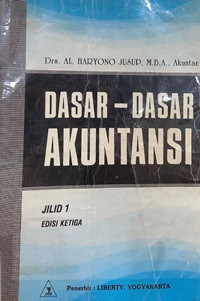 Drs. AL. HARYONO JUSUP, M.B.A., Akuntan
DASAR - DASAR
AKUNTANSI
JILID 1
EDISI KETIGA
Penerbit : LIBERTY, YOGYAKARTA